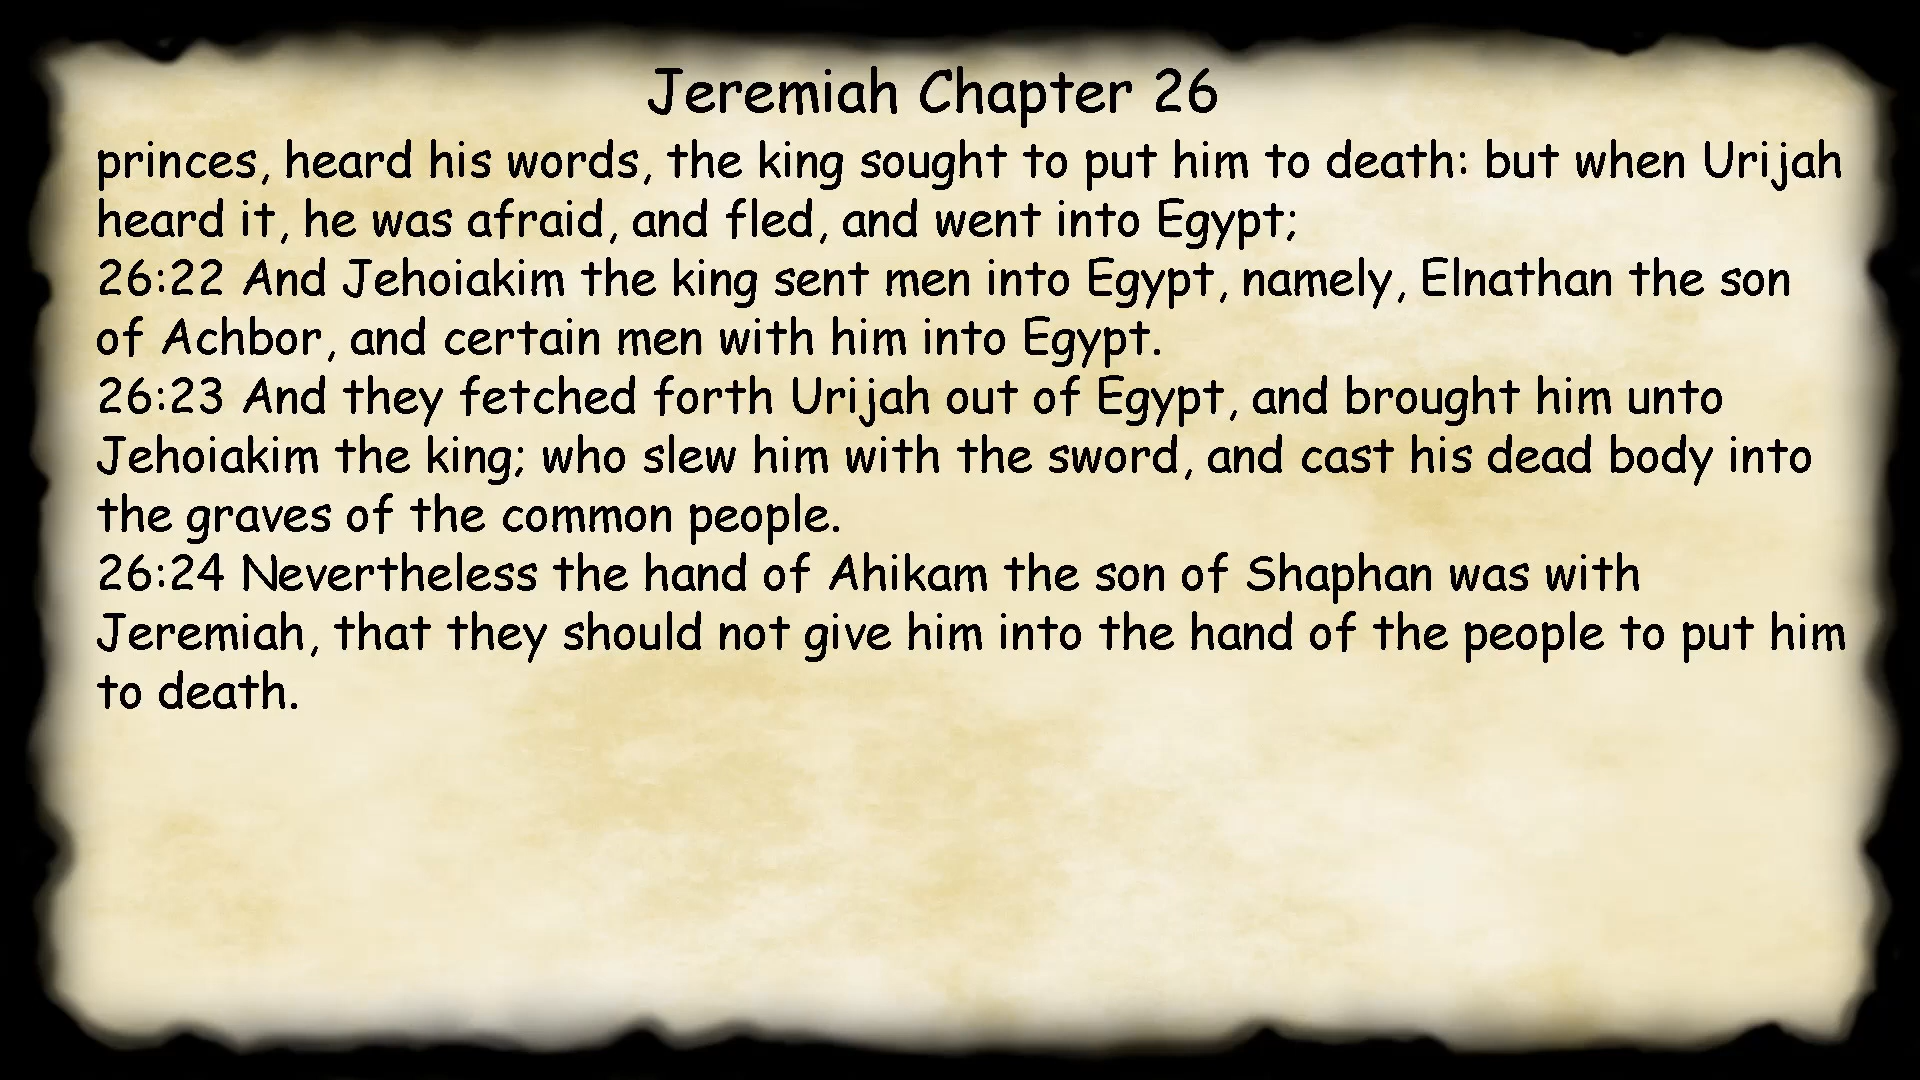 Jeremiah Chapter 26
princes, heard his words, the king sought to put him to death: but when Urijah
heard it, he was afraid, and fled, and went into Egypt;
26:22 And Jehoiakim the king sent men into Egypt, namely, Elnathan the son
of Achbor, and certain men with him into Egypt.
26:23 And they fetched forth Urijah out of Egypt, and brought him unto
Jehoiakim the king; who slew him with the sword, and cast his dead body into
the graves of the common people.
26:24 Nevertheless the hand of Ahikam the son of Shaphan was with
Jeremiah, that they should not give him into the hand of the people to put him
to death.